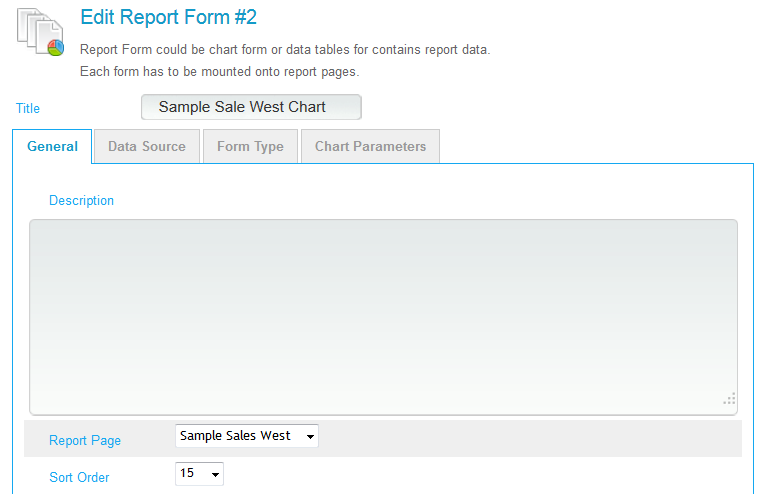 Edit Report Form #2
Report Form could be chart form or data tables for contains report data.
Each form has to be mounted onto report pages.
Title
Sample Sale West Chart
General
Data Source
Form Type
Chart Parameters
Description
Report Page
Sample Sales West
Sort Order
15